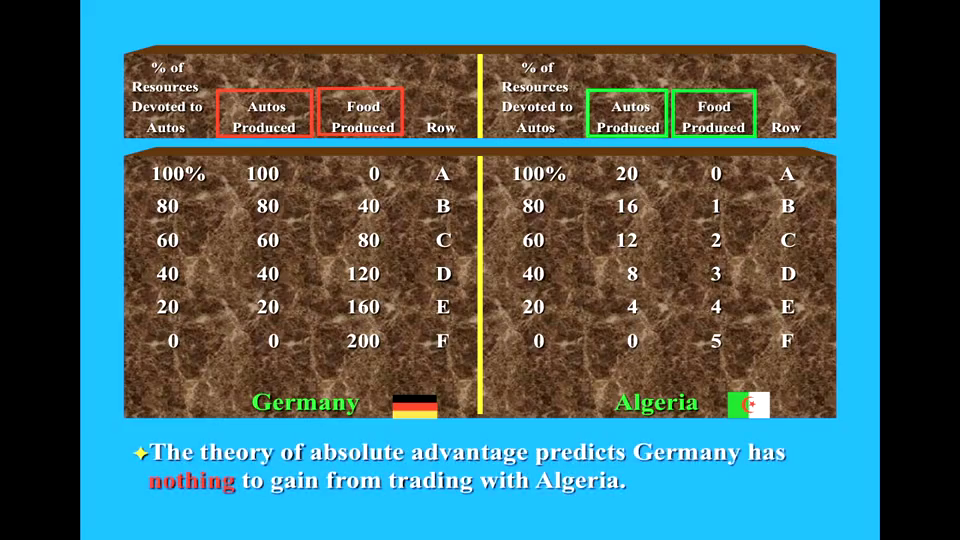 % of
Resources
Devoted to
Autos
Autos
Produced
Food
Produced
Row
% of
Resources
Devoted to
Autos
Autos
Produced
Food
Produced
Row
100% 100 0 A 100% 20 0 A
80 80 40 B 80 16 1 B
60 60 80 C 60 12 2 C
40 40 120 D 40 8 3 D
20 20 160 E 20 4 4 E
0 0 200 F 0 0 5 F
Germany Algeria
The theory of absolute advantage predicts Germany has
nothing to gain from trading with Algeria.